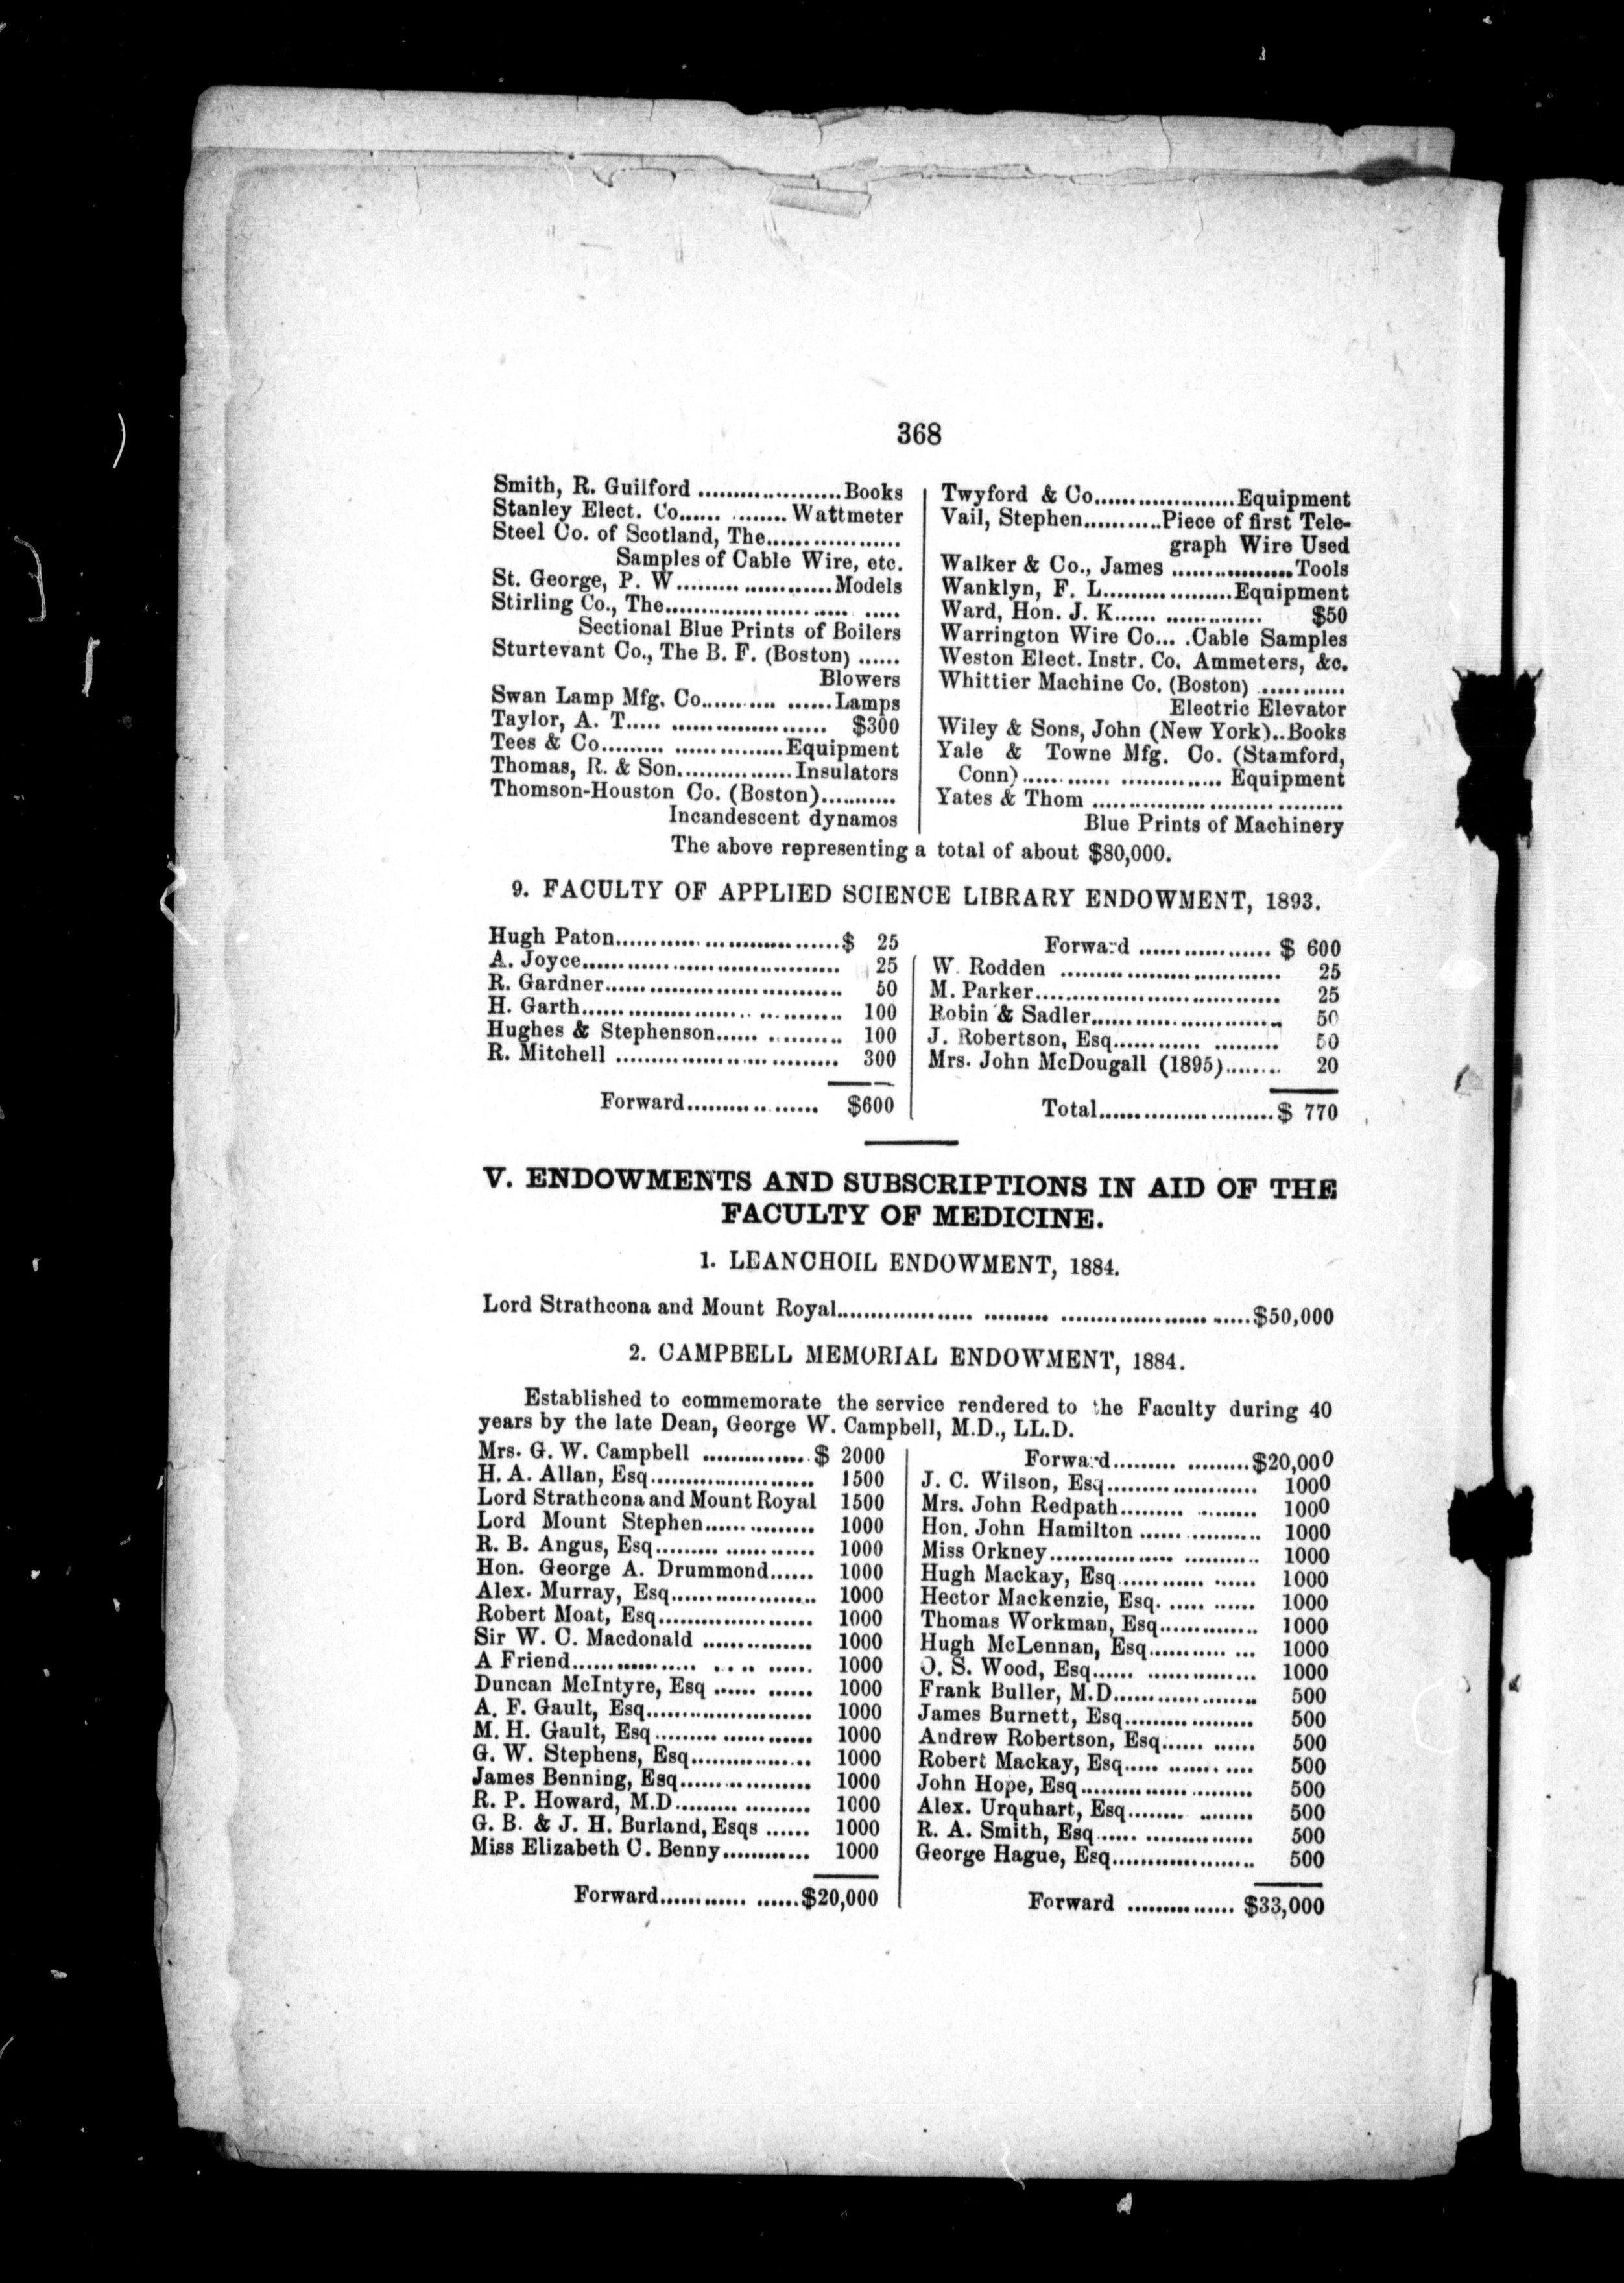 368
Smith, R. Guilford ..................... Books
Stanley Elect. Co...... ........ Wattmeter
Steel Co. of Scotland, The...................
Samples of Cable Wire, etc.
St. George, P. W......... ............. Models
Stirling Co., The........................ ..... .....
Sectional Blue Prints of Boilers
Sturtevant Co., The B. F. (Boston) ......
Blowers
Swan Lamp Mfg. Co........... ...... Lamps
Taylor, A. T..... ...................... $300
Tees & Co......... ............... Equipment
Thomas, R. & Son................ Insulators
Thomson-Houston Co. (Boston)...........
Incandescent dynamos
Twyford & Co.................... Equipment
Vail, Stephen........... Piece of first Tele-
graph Wire Used
Walker & Co., James ................. Tools
Wanklyn, F. L................... Equipment
Ward, Hon. J. K...... .............. $50
Warrington Wire Co... .Cable Samples
Weston Elect. Instr. Co. Ammeters, &c.
Whittier Machine Co. (Boston) ............
Electric Elevator
Wiley & Sons, John (New York)..Books
Yale & Towne Mfg. Co. (Stamford,
Conn)............ .............. Equipment
Yates & Thom ....................................
Blue Prints of Machinery
The above representing a total of about $80,000.
9. FACULTY OF APPLIED SCIENCE LIBRARY ENDOWMENT, 1893.
Hugh Paton................................ $ 25
A. Joyce..................................... 25
R. Gardner.................................. 50
H. Garth..................................... 100
Hughes & Stephenson...... .......... 100
R. Mitchell ................................ 300
Forward................... $600
Forward ................... $ 600
W. Rodden ................................ 25
M. Parker................................... 25
Robin & Sadler........................... 50
J. Robertson, Esq............ ......... 50
Mrs. John McDougall (1895)........ 20
Total......................... $ 770
V. ENDOWMENTS AND SUBSCRIPTIONS IN AID OF THE
FACULTY OF MEDICINE.
1. LEANCHOIL ENDOWMENT, 1884.
Lord Strathcona and Mount Royal................... ......... ..................... ......$50,000
2. CAMPBELL MEMORIAL ENDOWMENT, 1884.
Established to commemorate the service rendered to the Faculty during 40
years by the late Dean, George W. Campbell, M.D., LL.D.
Mrs. G. W. Campbell ............... $ 2000
H. A. Allan, Esq....................... 1500
Lord Strathcona and Mount Royal 1500
Lord Mount Stephen............... 1000
R. B. Angus, Esq......... ............ 1000
Hon. George A. Drummond...... 1000
Alex. Murray, Esq..................... 1000
Robert Moat, Esq...................... 1000
Sir W. C. Macdonald ............... 1000
A Friend.................. .... ...... 1000
Duncan McIntyre, Esq ...... ...... 1000
A. F. Gault, Esq........................ 1000
M. H. Gault, Esq......... ............ 1000
G. W. Stephens, Esq................. 1000
James Benning, Esq.................. 1000
R. P. Howard, M.D......... ......... 1000
G. B. & J. H. Burland, Esqs ...... 1000
Miss Elizabeth C. Benny............ 1000
Forward............ ......$20,000
Forward......... .........$20,000
J. C. Wilson, Esq..................... 1000
Mrs. John Redpath......... ......... 1000
Hon. John Hamilton ...... .......... 1000
Miss Orkney.................. ........... 1000
Hugh Mackay, Esq............ ...... 1000
Hector Mackenzie, Esq. ..... ...... 1000
Thomas Workman, Esq.............. 1000
Hugh McLennan, Esq........... ... 1000
O. S. Wood, Esq...... ............... 1000
Frank Buller, M.D..................... 500
James Burnett, Esq......... ......... 500
Andrew Robertson, Esq...... ...... 500
Robert Mackay, Esq..... ....... .... 500
John Hope, Esq............... ......... 500
Alex. Urquhart, Esq........ ........ 500
R. A. Smith, Esq...... ............... 500
George Hague, Esq.................... 500
Forward ............... $33,000